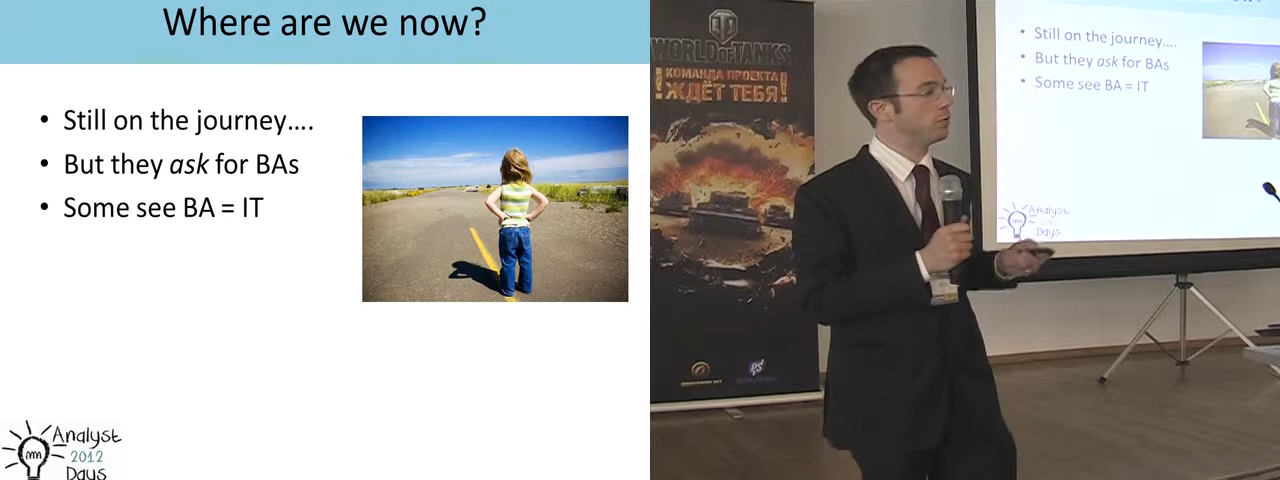 Where are we now?
• Still on the journey....
• But they ask for BAs
• Some see BA = IT
Analyst
2012
Days
WORLD OF TANKS
КОМАНДА ПРОЕКТА
ЖДЁТ ТЕБЯ!
• Still on the journey....
• But they ask for BAs
• Some see BA = IT
Analyst
Days